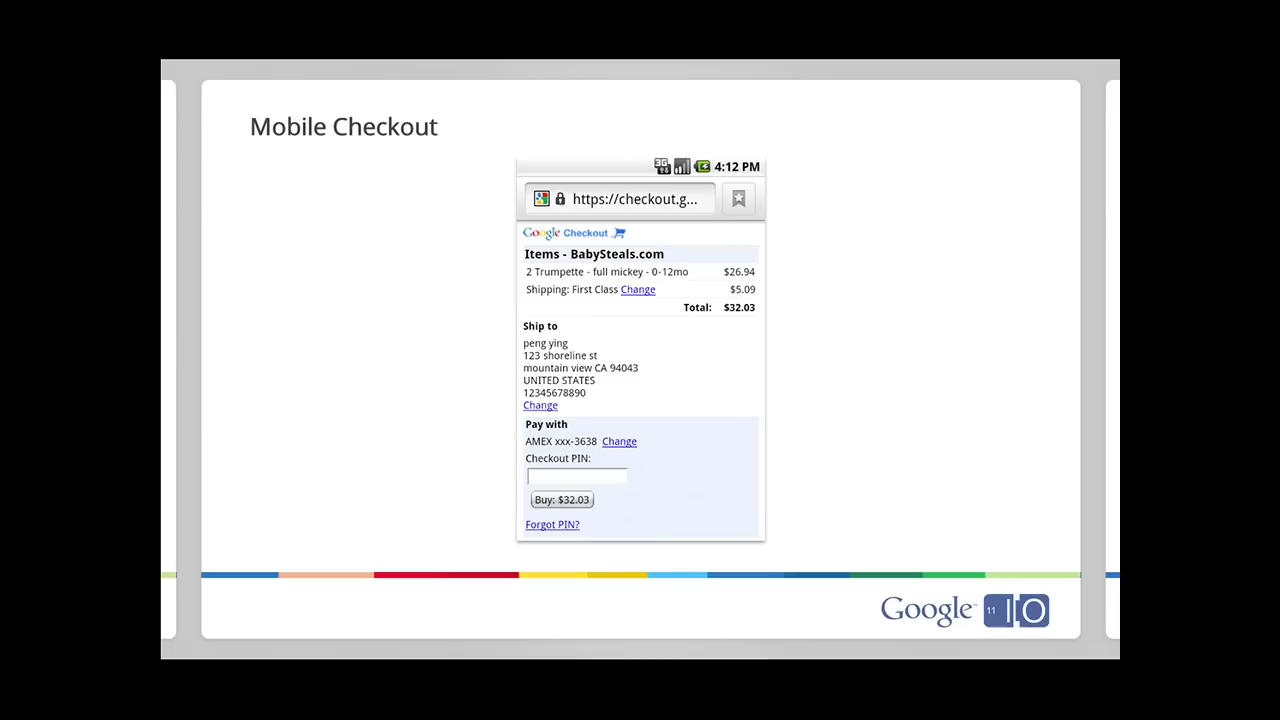 Mobile Checkout
3G
4:12 PM
https://checkout.g...
Google Checkout
Items - BabySteals.com
2 Trumpette - full mickey - 0-12mo $26.94
Shipping: First Class Change $5.09
Total: $32.03
Ship to
peng ying
123 shoreline st
mountain view CA 94043
UNITED STATES
12345678890
Change
Pay with
AMEX xxx-3638 Change
Checkout PIN:
Buy: $32.03
Forgot PIN?
Google™ 11 IO